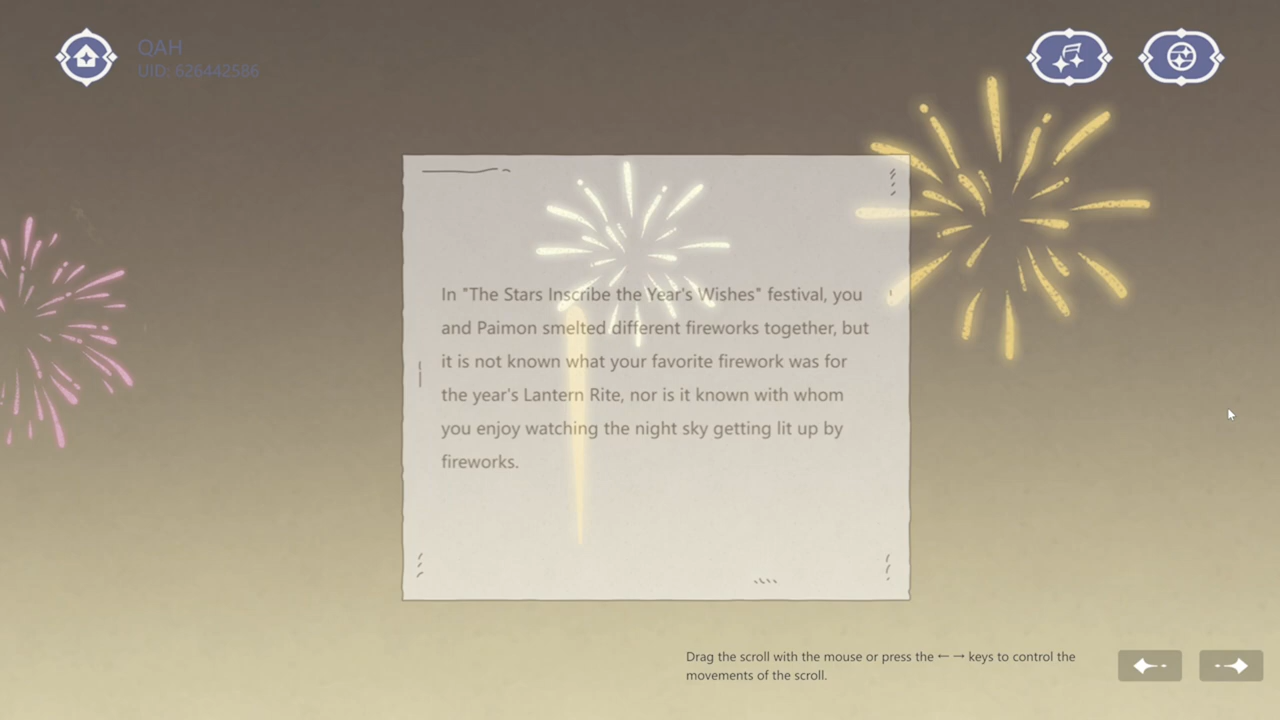 QAH
UID: 626442586
In "The Stars Inscribe the Year's Wishes" festival, you
and Paimon smelted different fireworks together, but
it is not known what your favorite firework was for
the year's Lantern Rite, nor is it known with whom
you enjoy watching the night sky getting lit up by
fireworks.
Drag the scroll with the mouse or press the ←→ keys to control the
movements of the scroll.